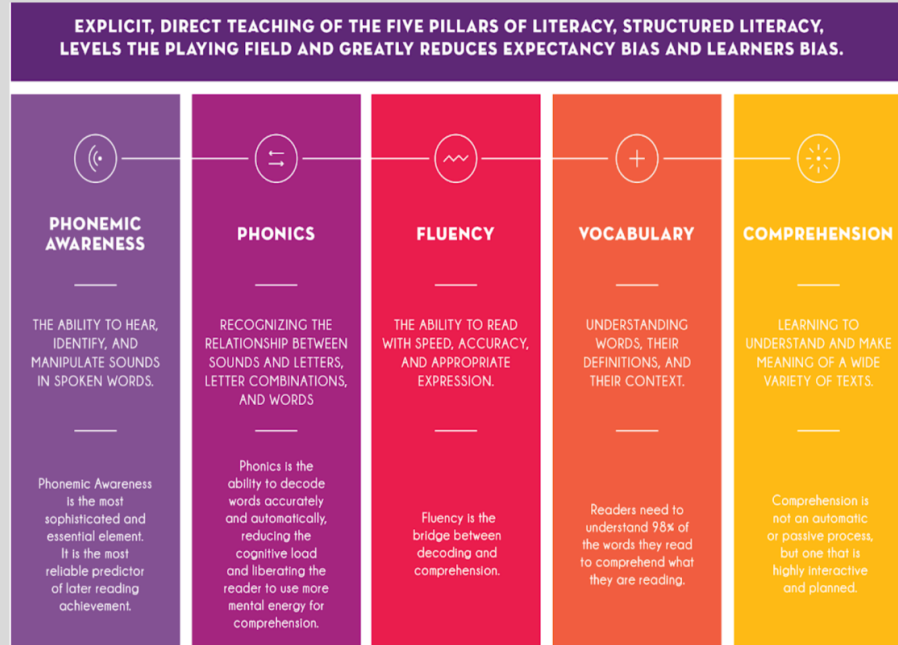 EXPLICIT, DIRECT TEACHING OF THE FIVE PILLARS OF LITERACY, STRUCTURED LITERACY,
LEVELS THE PLAYING FIELD AND GREATLY REDUCES EXPECTANCY BIAS AND LEARNERS BIAS.
PHONEMIC
AWARENESS
THE ABILITY TO HEAR,
IDENTIFY, AND
MANIPULATE SOUNDS
IN SPOKEN WORDS.
Phonemic Awareness
is the most
sophisticated and
essential element.
It is the most
reliable predictor
of later reading
achievement.
PHONICS
RECOGNIZING THE
RELATIONSHIP BETWEEN
SOUNDS AND LETTERS,
LETTER COMBINATIONS,
AND WORDS
Phonics is the
ability to decode
words accurately
and automatically,
reducing the
cognitive load
and liberating the
reader to use more
mental energy for
comprehension.
FLUENCY
THE ABILITY TO READ
WITH SPEED, ACCURACY,
AND APPROPRIATE
EXPRESSION.
Fluency is the
bridge between
decoding and
comprehension.
VOCABULARY
UNDERSTANDING
WORDS, THEIR
DEFINITIONS, AND
THEIR CONTEXT.
Readers need to
understand 98% of
the words they read
to comprehend what
they are reading.
COMPREHENSION
LEARNING TO
UNDERSTAND AND MAKE
MEANING OF A WIDE
VARIETY OF TEXTS.
Comprehension is
not an automatic
or passive process,
but one that is
highly interactive
and planned.